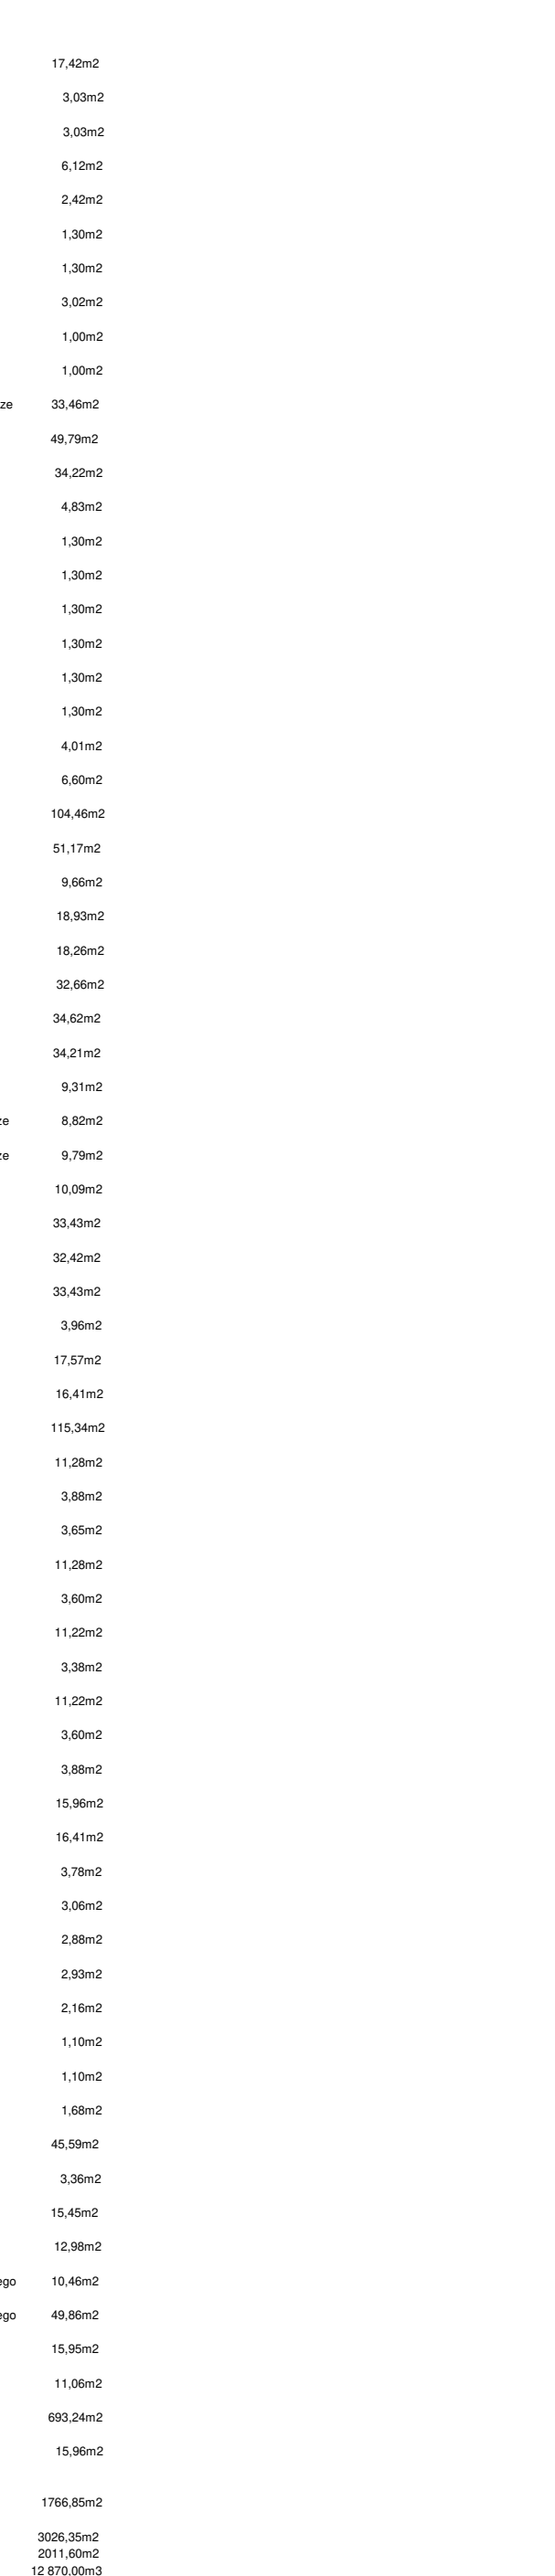 17,42m2
3,03m2
3,03m2
6,12m2
2,42m2
1,30m2
1,30m2
3,02m2
1,00m2
1,00m2
ze 33,46m2
49,79m2
34,22m2
4,83m2
1,30m2
1,30m2
1,30m2
1,30m2
1,30m2
1,30m2
4,01m2
6,60m2
104,46m2
51,17m2
9,66m2
18,93m2
18,26m2
32,66m2
34,62m2
34,21m2
9,31m2
ze 8,82m2
ze 9,79m2
10,09m2
33,43m2
32,42m2
33,43m2
3,96m2
17,57m2
16,41m2
115,34m2
11,28m2
3,88m2
3,65m2
11,28m2
3,60m2
11,22m2
3,38m2
11,22m2
3,60m2
3,88m2
15,96m2
16,41m2
3,78m2
3,06m2
2,88m2
2,93m2
2,16m2
1,10m2
1,10m2
1,68m2
45,59m2
3,36m2
15,45m2
12,98m2
ego 10,46m2
ego 49,86m2
15,95m2
11,06m2
693,24m2
15,96m2
1766,85m2
3026,35m2
2011,60m2
12 870,00m3